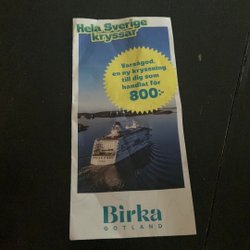 Hela Sverige
kryssar
Varsågod,
en ny kryssning
till dig som
handlat för
800:-
Birka
GOTLAND